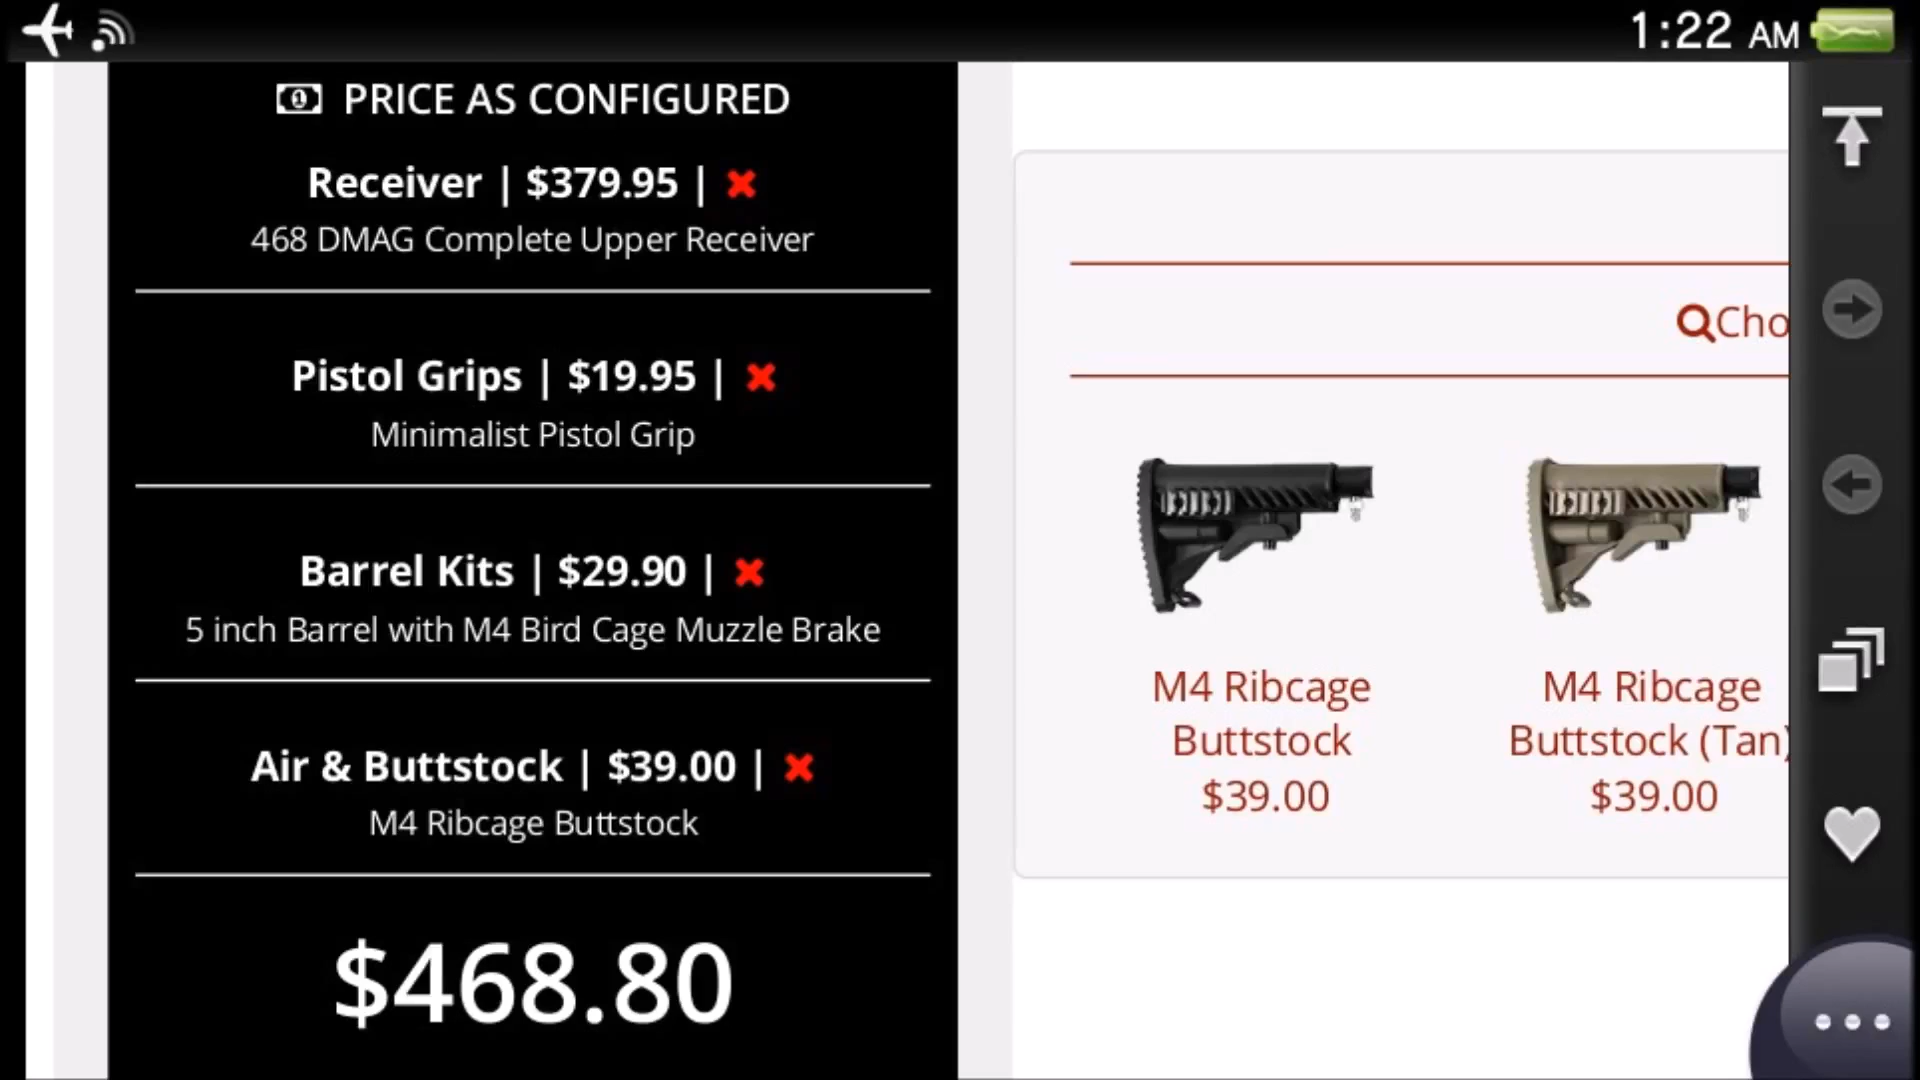 1:22 AM
PRICE AS CONFIGURED
Receiver | $379.95 |
468 DMAG Complete Upper Receiver
Pistol Grips | $19.95 |
Minimalist Pistol Grip
Barrel Kits | $29.90 |
5 inch Barrel with M4 Bird Cage Muzzle Brake
Air & Buttstock | $39.00 |
M4 Ribcage Buttstock
$468.80
Cho
M4 Ribcage
Buttstock
$39.00
M4 Ribcage
Buttstock (Tan)
$39.00